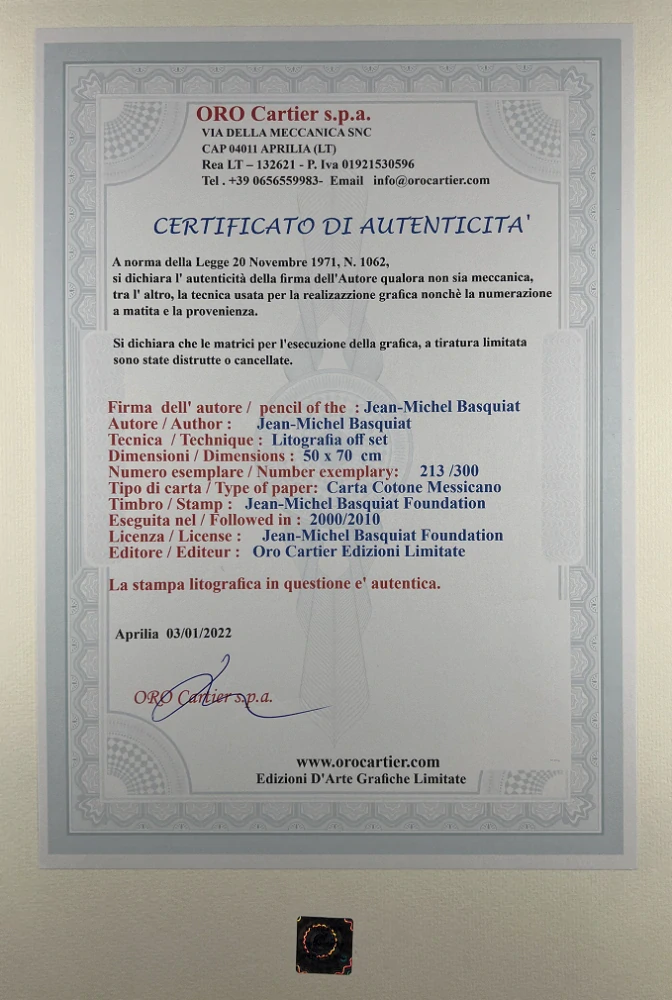 ORO Cartier s.p.a.
VIA DELLA MECCANICA SNC
CAP 04011 APRILIA (LT)
Rea LT – 132621 - P. Iva 01921530596
Tel . +39 0656559983- Email info@orocartier.com
CERTIFICATO DI AUTENTICITA'
A norma della Legge 20 Novembre 1971, N. 1062,
si dichiara l' autenticità della firma dell'Autore qualora non sia meccanica,
tra l' altro, la tecnica usata per la realizazzione grafica nonchè la numerazione
a matita e la provenienza.
Si dichiara che le matrici per l'esecuzione della grafica, a tiratura limitata
sono state distrutte o cancellate.
Firma dell' autore / pencil of the : Jean-Michel Basquiat
Autore / Author : Jean-Michel Basquiat
Tecnica / Technique : Litografia off set
Dimensioni / Dimensions : 50 x 70 cm
Numero esemplare / Number exemplary: 213 /300
Tipo di carta / Type of paper: Carta Cotone Messicano
Timbro / Stamp : Jean-Michel Basquiat Foundation
Eseguita nel / Followed in : 2000/2010
Licenza / License : Jean-Michel Basquiat Foundation
Editore / Editeur : Oro Cartier Edizioni Limitate
La stampa litografica in questione e' autentica.
Aprilia 03/01/2022
ORO Cartier s.p.a.
www.orocartier.com
Edizioni D'Arte Grafiche Limitate